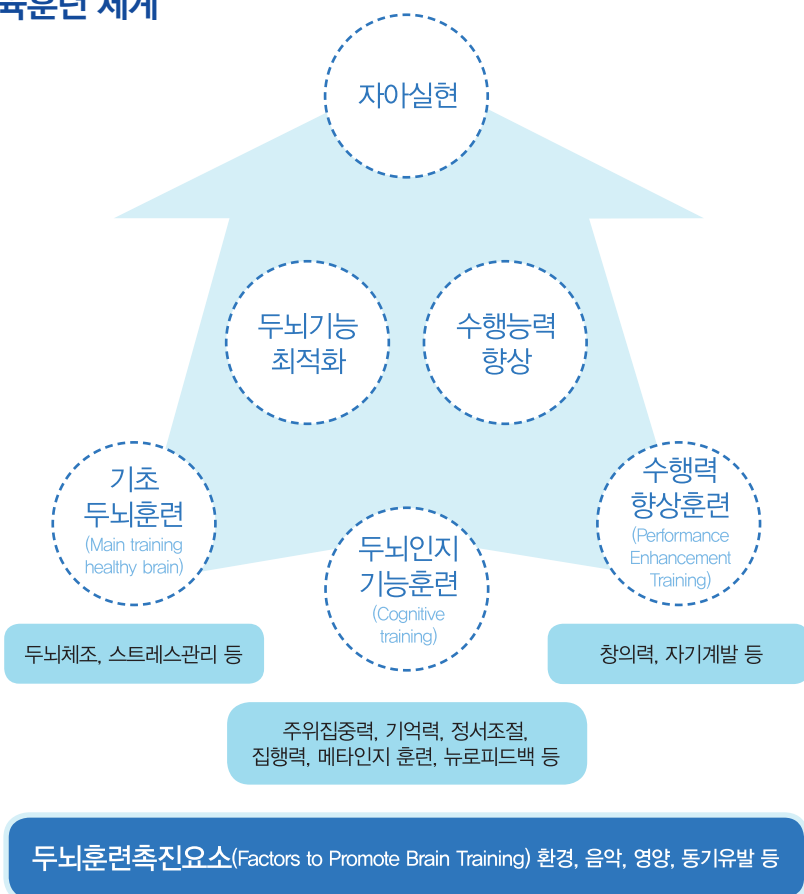 육훈련 체계
자아실현
두뇌기능
최적화
수행능력
향상
기초
두뇌훈련
(Main training
healthy brain)
두뇌인지
기능훈련
(Cognitive
training)
수행력
향상훈련
(Performance
Enhancement
Training)
두뇌체조, 스트레스관리 등
창의력, 자기계발 등
주위집중력, 기억력, 정서조절,
집행력, 메타인지 훈련, 뉴로피드백 등
두뇌훈련촉진요소(Factors to Promote Brain Training) 환경, 음악, 영양, 동기유발 등